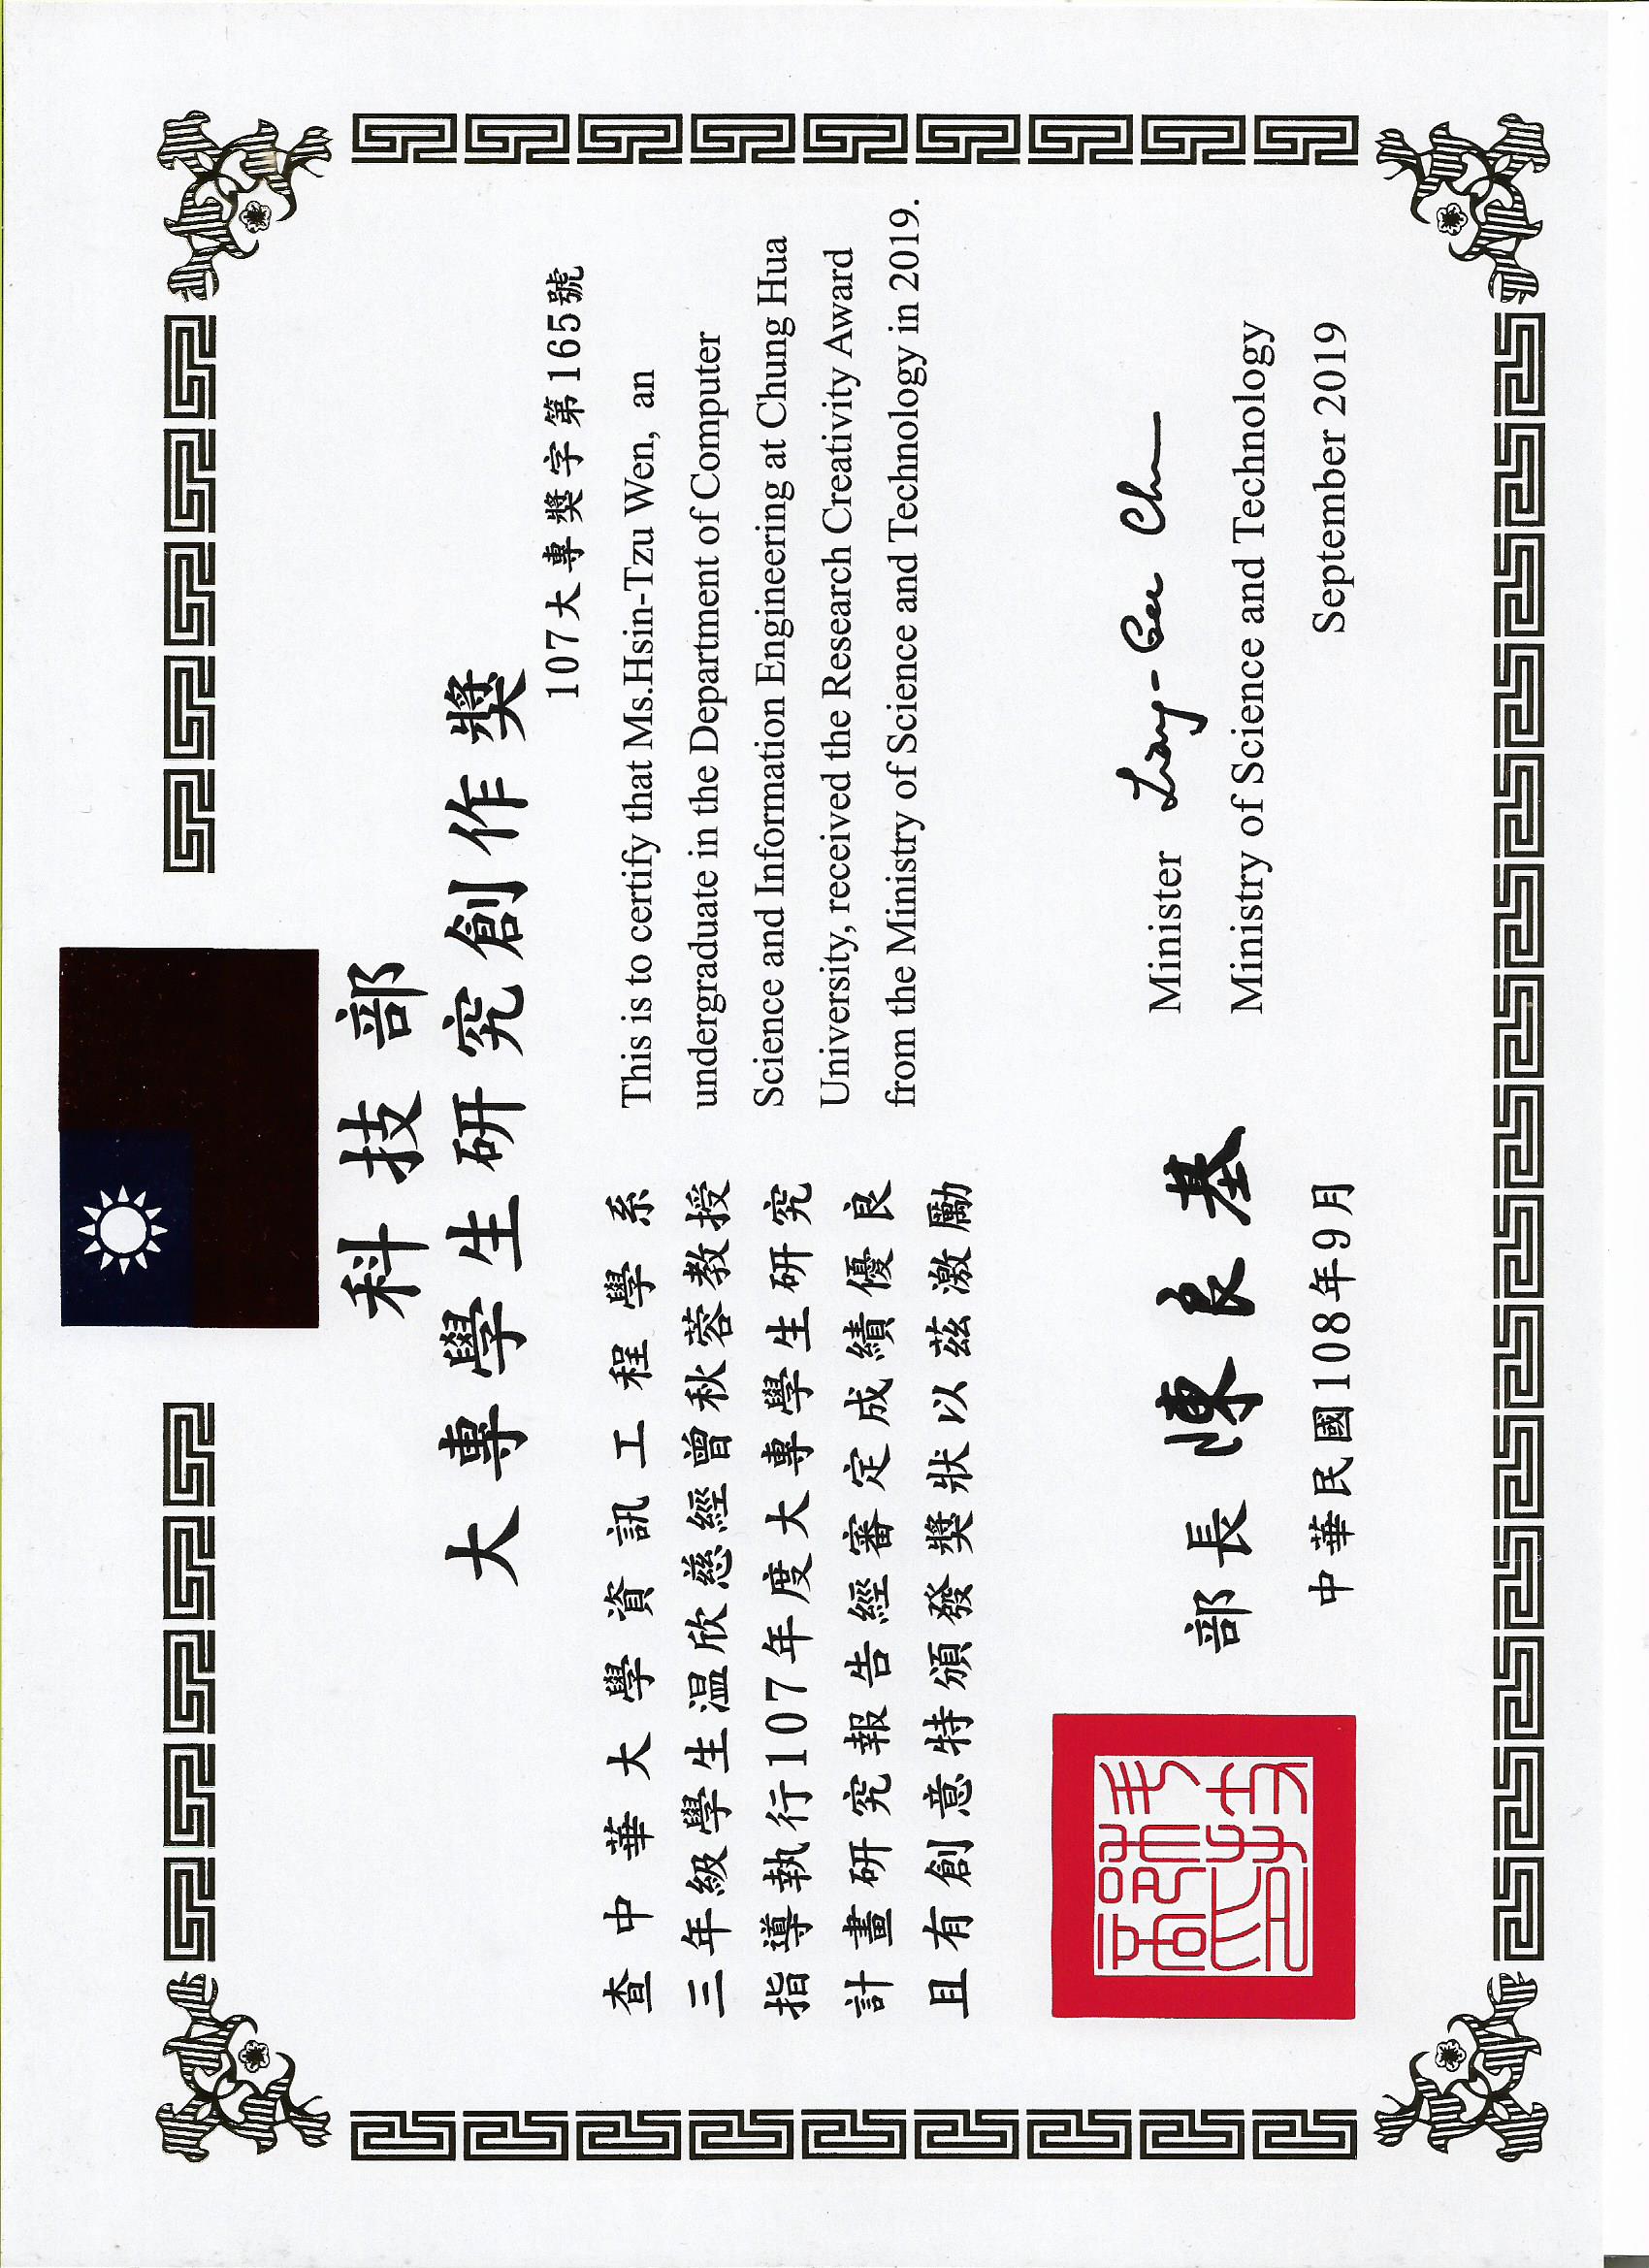 科技部
大專學生研究創作獎
107大專獎字第165號
查中華大學資訊工程學系
三年級學生温欣慈經曾秋蓉教授
指導執行107年度大專學生研究
計畫研究報告經審定成績優良
且有創意特頒發獎狀以茲激勵
This is to certify that Ms.Hsin-Tzu Wen,  an
undergraduate in the Department of Computer
Science and Information Engineering at Chung Hua
University, received the Research Creativity Award
from the Ministry of Science and Technology in 2019.
科技部印
部長 陳良基
中華民國108年9月
Minister Liang-Gee Chen
Ministry of Science and Technology
September 2019